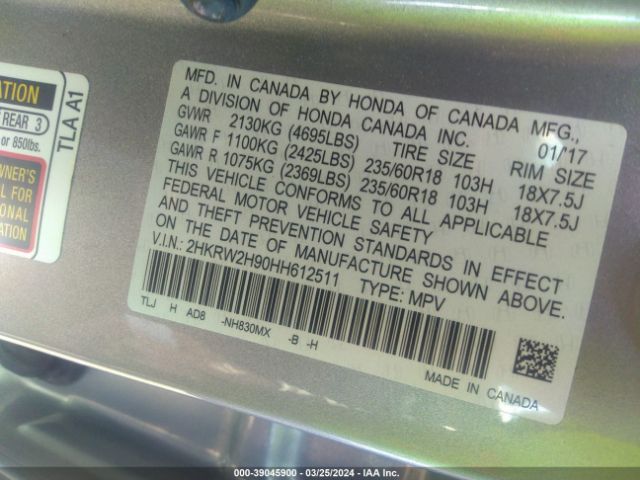 ATION
REAR 3
or 850lbs.
WNER'S
L FOR
ONAL
ATION
TLA A1
MFD. IN CANADA BY HONDA OF CANADA MFG.,
A DIVISION OF HONDA CANADA INC. 01/'17
GVWR 2130KG (4695LBS) TIRE SIZE RIM SIZE
GAWR F 1100KG (2425LBS) 235/60R18 103H 18X7.5J
GAWR R 1075KG (2369LBS) 235/60R18 103H 18X7.5J
THIS VEHICLE CONFORMS TO ALL APPLICABLE
FEDERAL MOTOR VEHICLE SAFETY
AND THEFT PREVENTION STANDARDS IN EFFECT
ON THE DATE OF MANUFACTURE SHOWN ABOVE.
V.I.N.: 2HKRW2H90HH612511 TYPE: MPV
TLJ H AD8 -NH830MX -B -H
MADE IN CANADA
000-39045900 - 03/25/2024 - IAA Inc.